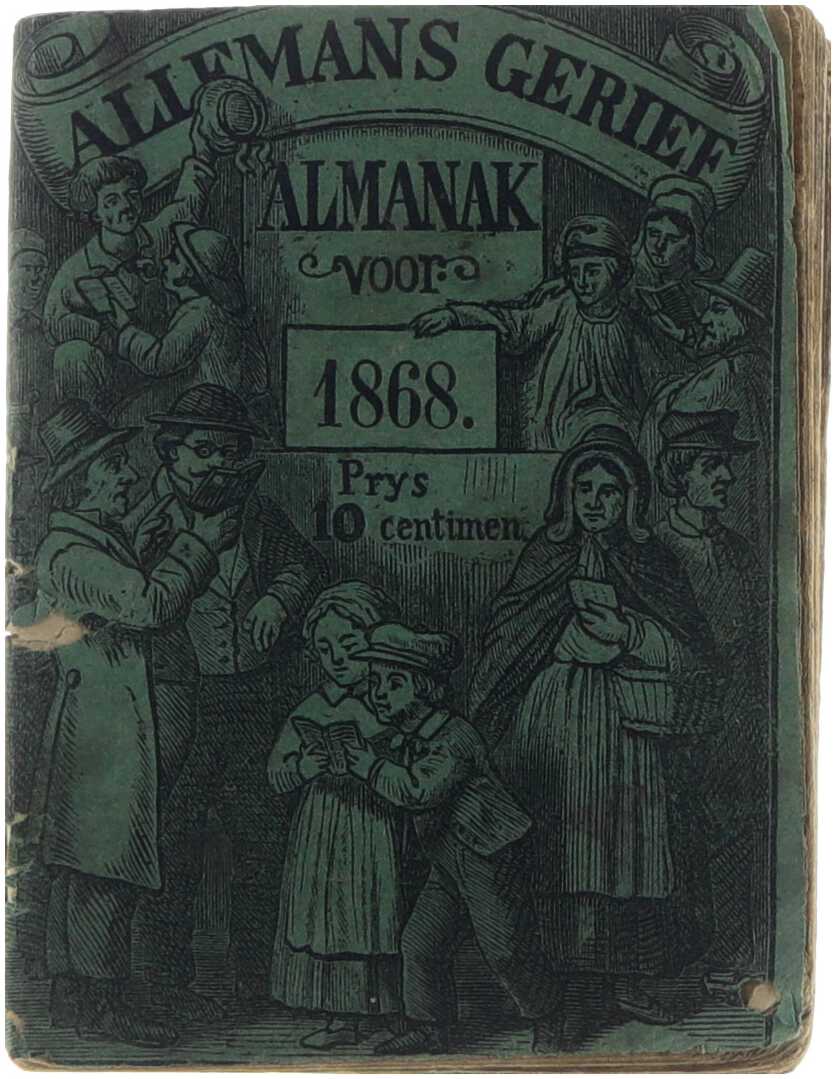 ALLEMANS GERIEF
ALMANAK
voor
1868.
Prys
10 centimen